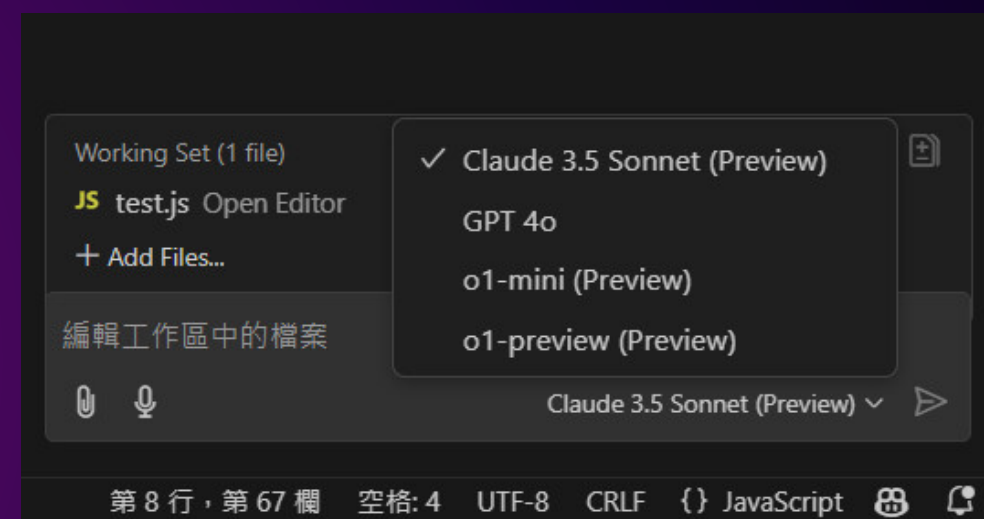 Working Set (1 file)
JS test.js Open Editor
+ Add Files...
✓ Claude 3.5 Sonnet (Preview)
GPT 4o
o1-mini (Preview)
o1-preview (Preview)
編輯工作區中的檔案
Claude 3.5 Sonnet (Preview)
第 8 行，第 67 欄 空格: 4 UTF-8 CRLF {} JavaScript